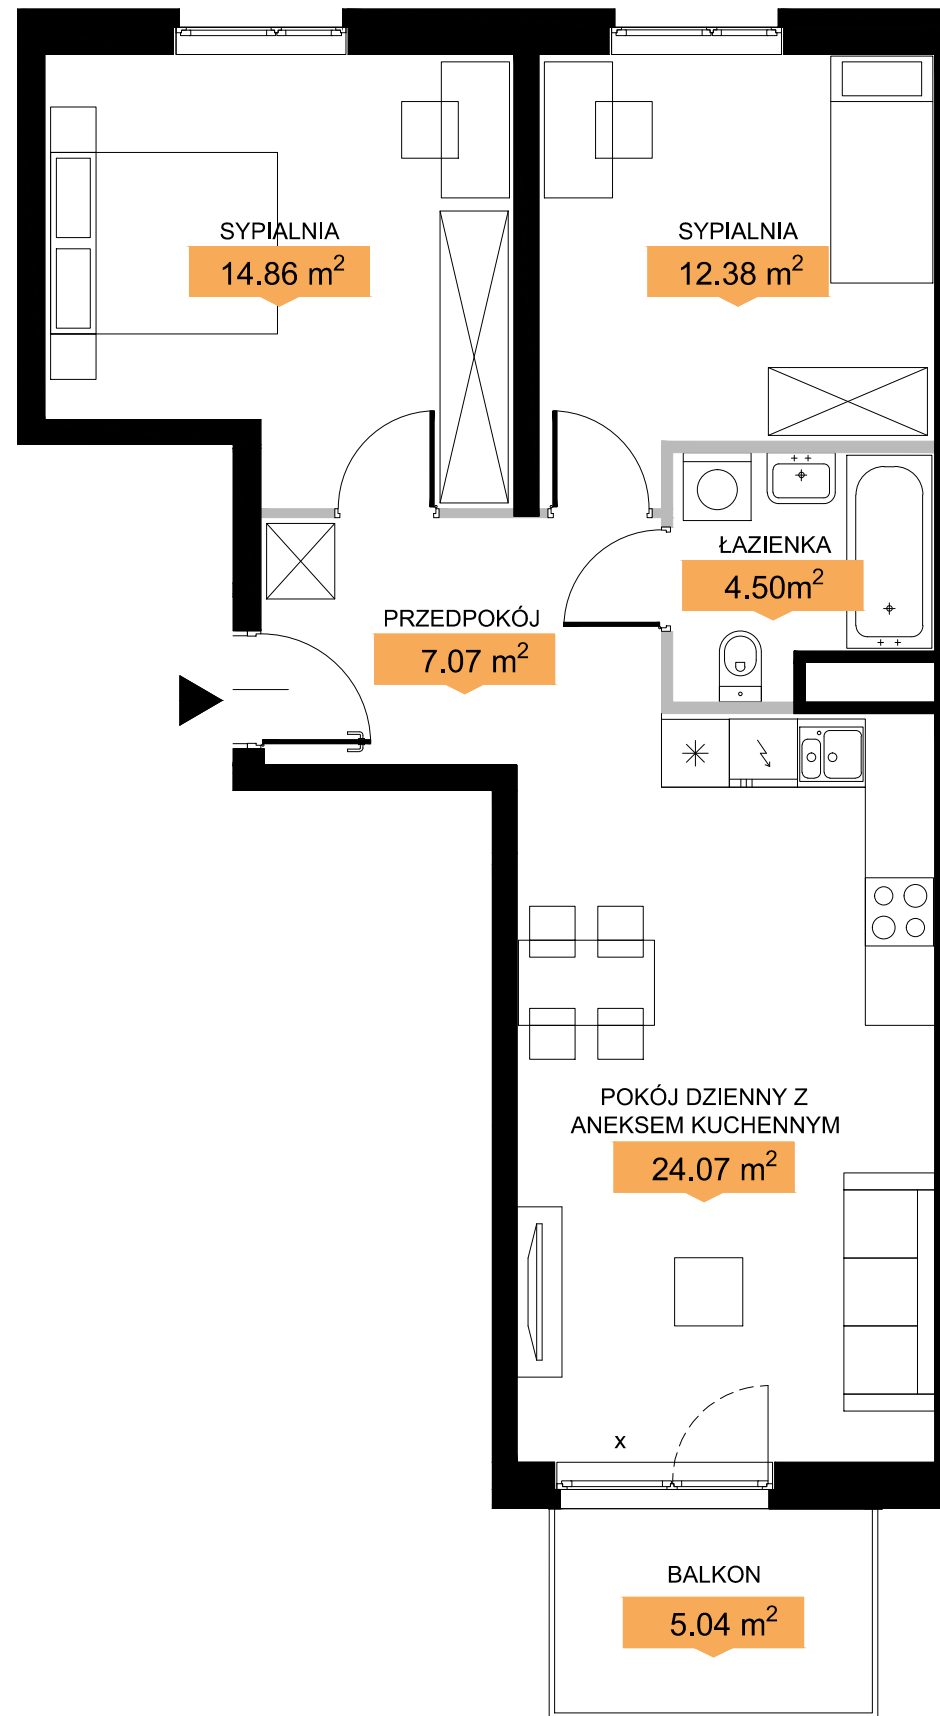 SYPIALNIA
14.86 m²
SYPIALNIA
12.38 m²
ŁAZIENKA
4.50m²
PRZEDPOKÓJ
7.07 m²
POKÓJ DZIENNY Z
ANEKSEM KUCHENNYM
24.07 m²
x
BALKON
5.04 m²